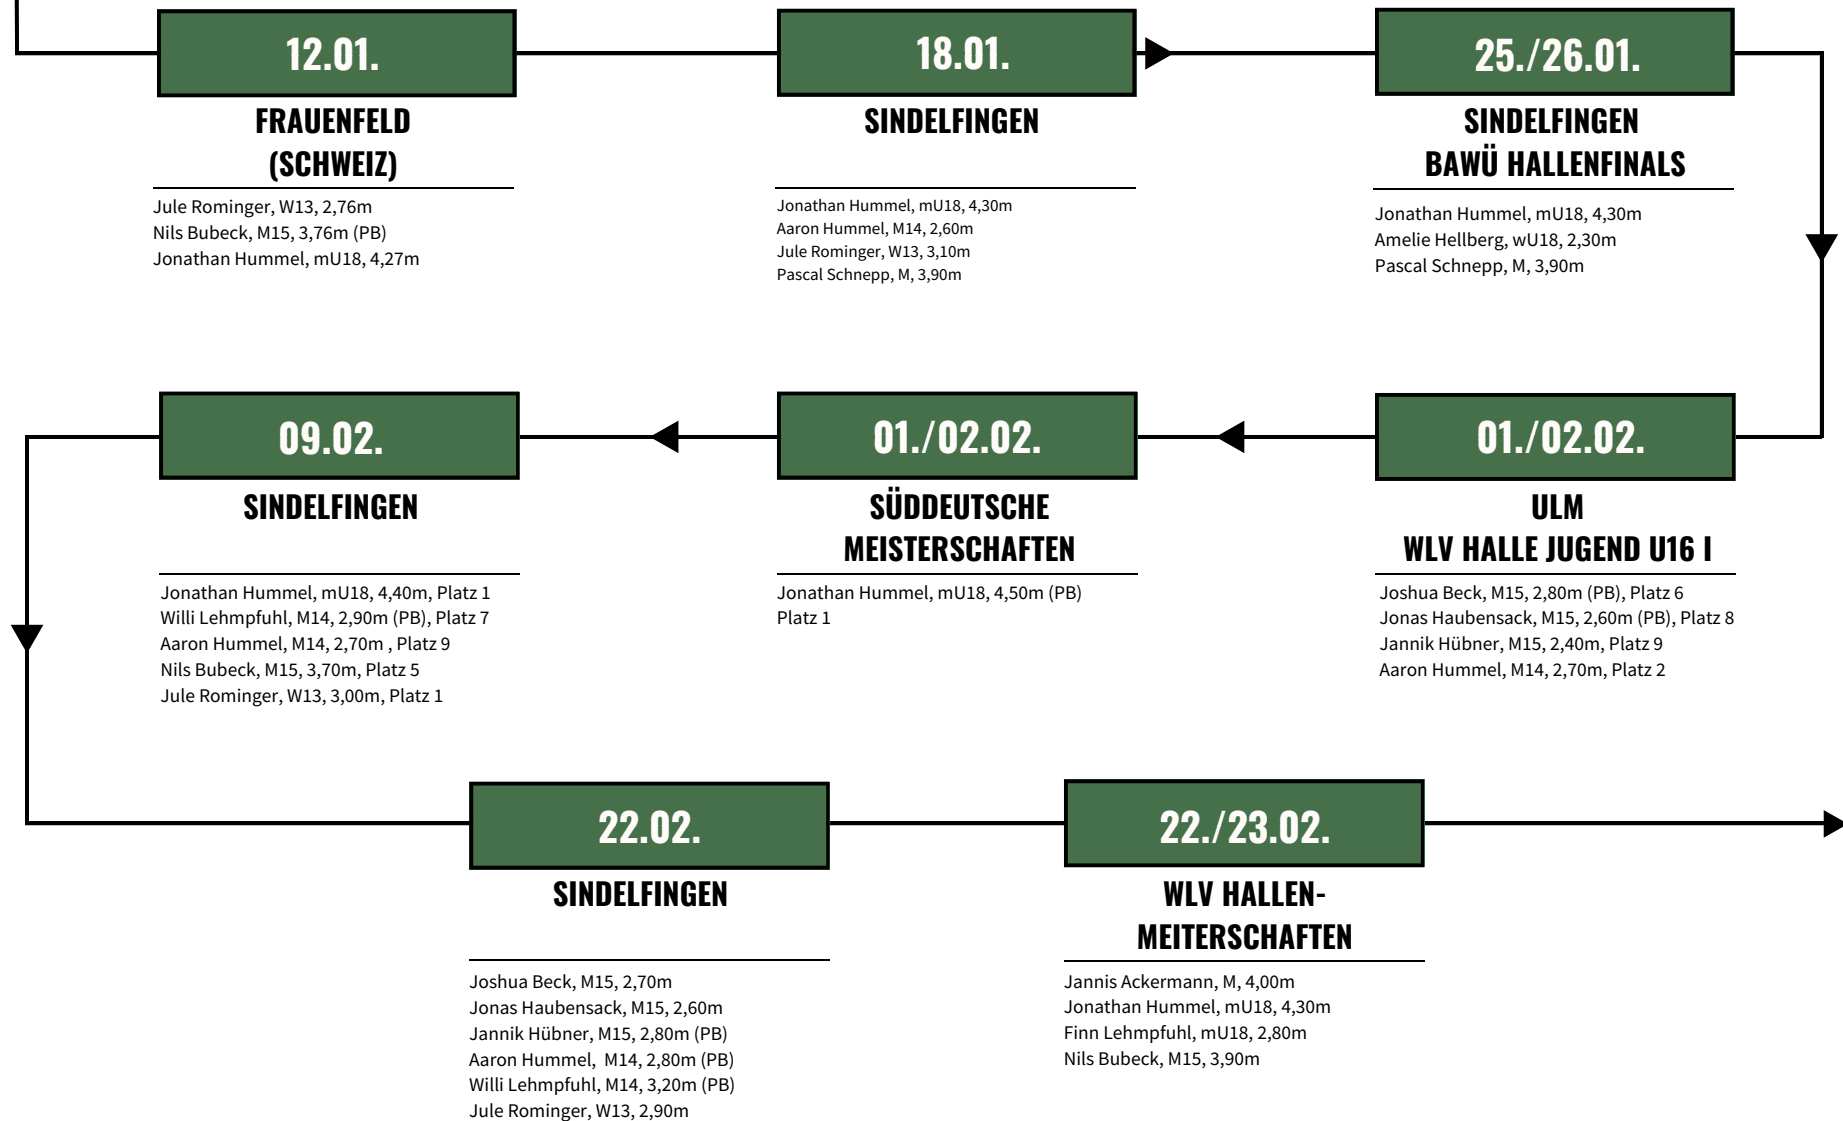 12.01.
FRAUENFELD
(SCHWEIZ)
Jule Rominger, W13, 2,76m
Nils Bubeck, M15, 3,76m (PB)
Jonathan Hummel, mU18, 4,27m
18.01.
SINDELFINGEN
Jonathan Hummel, mU18, 4,30m
Aaron Hummel, M14, 2,60m
Jule Rominger, W13, 3,10m
Pascal Schnepp, M, 3,90m
25./26.01.
SINDELFINGEN
BAWÜ HALLENFINALS
Jonathan Hummel, mU18, 4,30m
Amelie Hellberg, wU18, 2,30m
Pascal Schnepp, M, 3,90m
01./02.02.
ULM
WLV HALLE JUGEND U16 I
Joshua Beck, M15, 2,80m (PB), Platz 6
Jonas Haubensack, M15, 2,60m (PB), Platz 8
Jannik Hübner, M15, 2,40m, Platz 9
Aaron Hummel, M14, 2,70m, Platz 2
01./02.02.
SÜDDEUTSCHE
MEISTERSCHAFTEN
Jonathan Hummel, mU18, 4,50m (PB)
Platz 1
09.02.
SINDELFINGEN
Jonathan Hummel, mU18, 4,40m, Platz 1
Willi Lehmpfuhl, M14, 2,90m (PB), Platz 7
Aaron Hummel, M14, 2,70m , Platz 9
Nils Bubeck, M15, 3,70m, Platz 5
Jule Rominger, W13, 3,00m, Platz 1
22.02.
SINDELFINGEN
Joshua Beck, M15, 2,70m
Jonas Haubensack, M15, 2,60m
Jannik Hübner, M15, 2,80m (PB)
Aaron Hummel,  M14, 2,80m (PB)
Willi Lehmpfuhl, M14, 3,20m (PB)
Jule Rominger, W13, 2,90m
22./23.02.
WLV HALLEN-
MEITERSCHAFTEN
Jannis Ackermann, M, 4,00m
Jonathan Hummel, mU18, 4,30m
Finn Lehmpfuhl, mU18, 2,80m
Nils Bubeck, M15, 3,90m